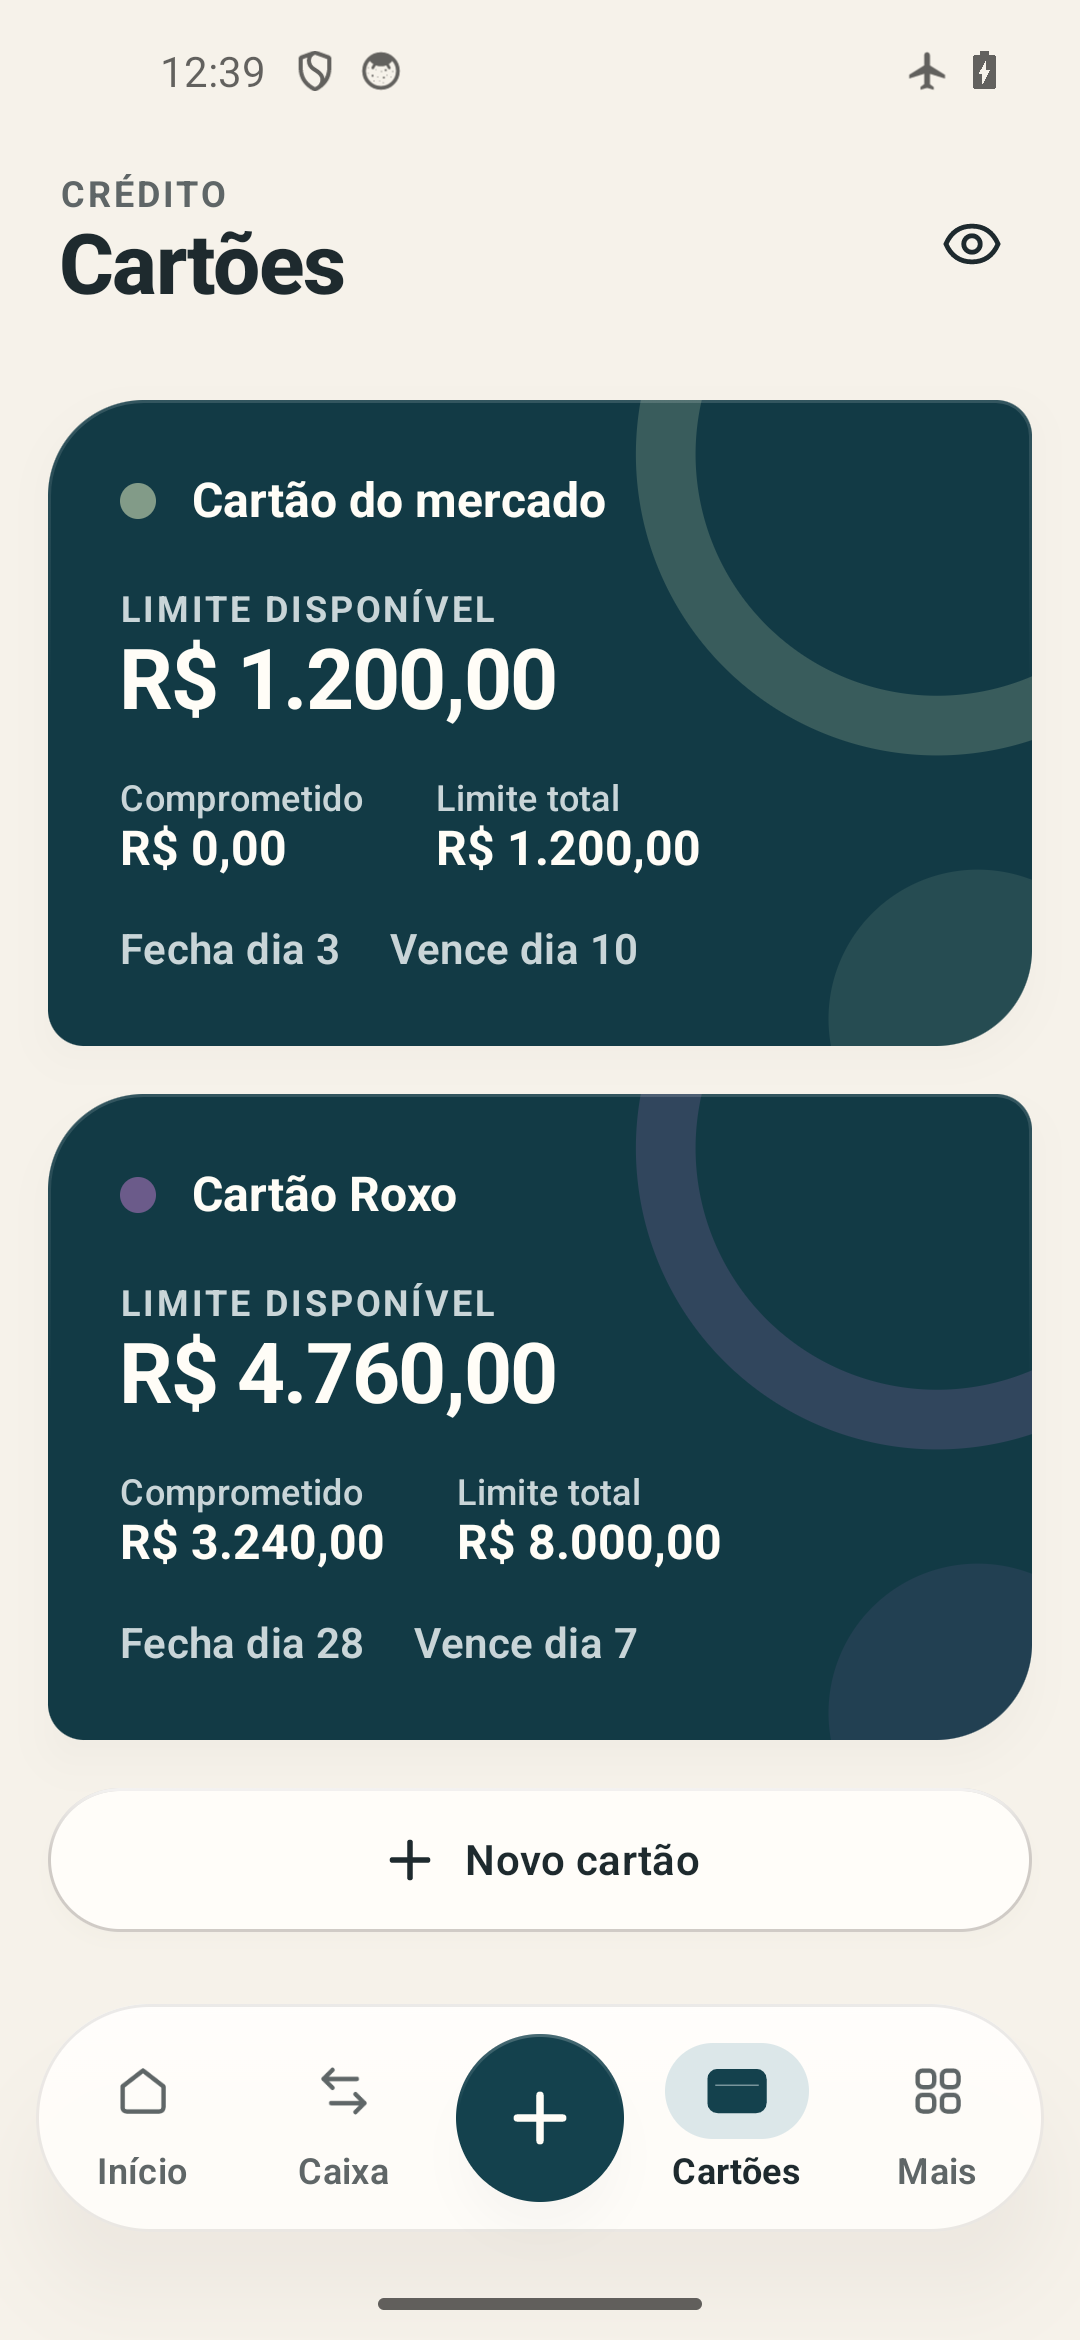 12:39
CRÉDITO
Cartões
Cartão do mercado
LIMITE DISPONÍVEL
R$ 1.200,00
Comprometido Limite total
R$ 0,00 R$ 1.200,00
Fecha dia 3 Vence dia 10
Cartão Roxo
LIMITE DISPONÍVEL
R$ 4.760,00
Comprometido Limite total
R$ 3.240,00 R$ 8.000,00
Fecha dia 28 Vence dia 7
Novo cartão
Início Caixa Cartões Mais